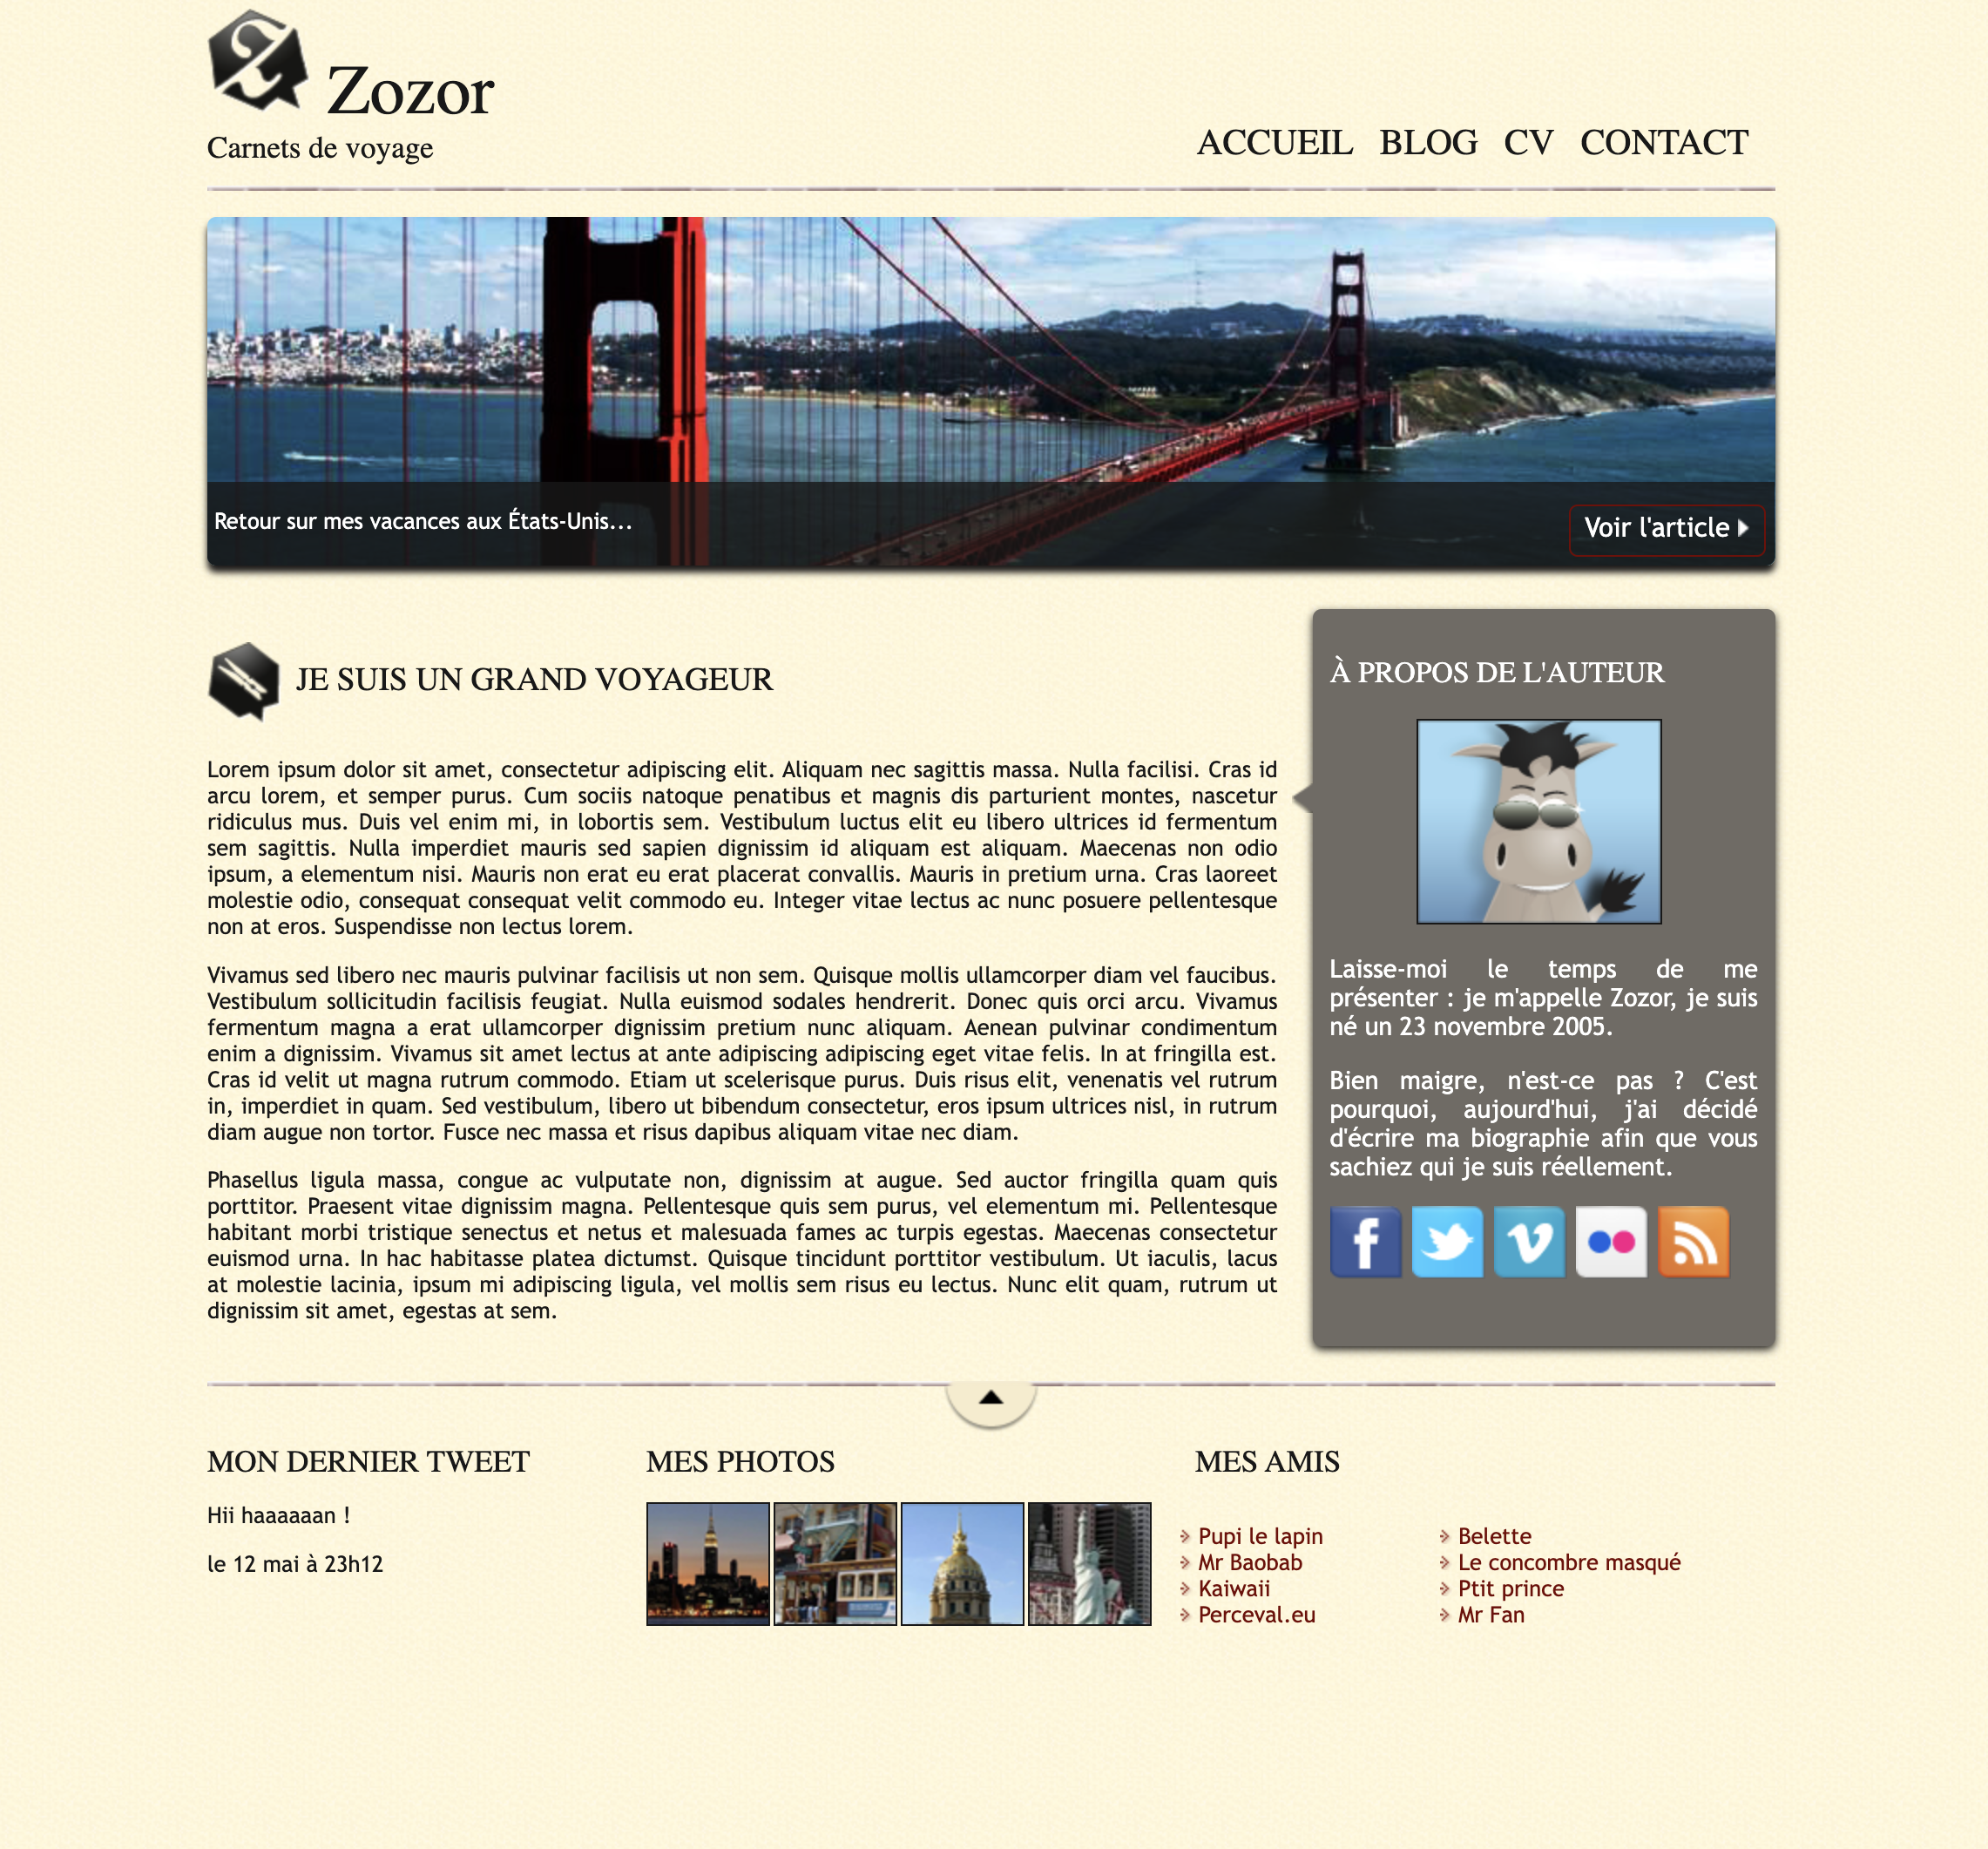 Zozor
Carnets de voyage
ACCUEIL BLOG CV CONTACT
Retour sur mes vacances aux États-Unis...
Voir l'article
JE SUIS UN GRAND VOYAGEUR
Lorem ipsum dolor sit amet, consectetur adipiscing elit. Aliquam nec sagittis massa. Nulla facilisi. Cras id
arcu lorem, et semper purus. Cum sociis natoque penatibus et magnis dis parturient montes, nascetur
ridiculus mus. Duis vel enim mi, in lobortis sem. Vestibulum luctus elit eu libero ultrices id fermentum
sem sagittis. Nulla imperdiet mauris sed sapien dignissim id aliquam est aliquam. Maecenas non odio
ipsum, a elementum nisi. Mauris non erat eu erat placerat convallis. Mauris in pretium urna. Cras laoreet
molestie odio, consequat consequat velit commodo eu. Integer vitae lectus ac nunc posuere pellentesque
non at eros. Suspendisse non lectus lorem.
Vivamus sed libero nec mauris pulvinar facilisis ut non sem. Quisque mollis ullamcorper diam vel faucibus.
Vestibulum sollicitudin facilisis feugiat. Nulla euismod sodales hendrerit. Donec quis orci arcu. Vivamus
fermentum magna a erat ullamcorper dignissim pretium nunc aliquam. Aenean pulvinar condimentum
enim a dignissim. Vivamus sit amet lectus at ante adipiscing adipiscing eget vitae felis. In at fringilla est.
Cras id velit ut magna rutrum commodo. Etiam ut scelerisque purus. Duis risus elit, venenatis vel rutrum
in, imperdiet in quam. Sed vestibulum, libero ut bibendum consectetur, eros ipsum ultrices nisl, in rutrum
diam augue non tortor. Fusce nec massa et risus dapibus aliquam vitae nec diam.
Phasellus ligula massa, congue ac vulputate non, dignissim at augue. Sed auctor fringilla quam quis
porttitor. Praesent vitae dignissim magna. Pellentesque quis sem purus, vel elementum mi. Pellentesque
habitant morbi tristique senectus et netus et malesuada fames ac turpis egestas. Maecenas consectetur
euismod urna. In hac habitasse platea dictumst. Quisque tincidunt porttitor vestibulum. Ut iaculis, lacus
at molestie lacinia, ipsum mi adipiscing ligula, vel mollis sem risus eu lectus. Nunc elit quam, rutrum ut
dignissim sit amet, egestas at sem.
À PROPOS DE L'AUTEUR
Laisse-moi le temps de me
présenter : je m'appelle Zozor, je suis
né un 23 novembre 2005.
Bien maigre, n'est-ce pas ? C'est
pourquoi, aujourd'hui, j'ai décidé
d'écrire ma biographie afin que vous
sachiez qui je suis réellement.
MON DERNIER TWEET
Hii haaaaaan !
le 12 mai à 23h12
MES PHOTOS
MES AMIS
Pupi le lapin
Mr Baobab
Kaiwaii
Perceval.eu
Belette
Le concombre masqué
Ptit prince
Mr Fan